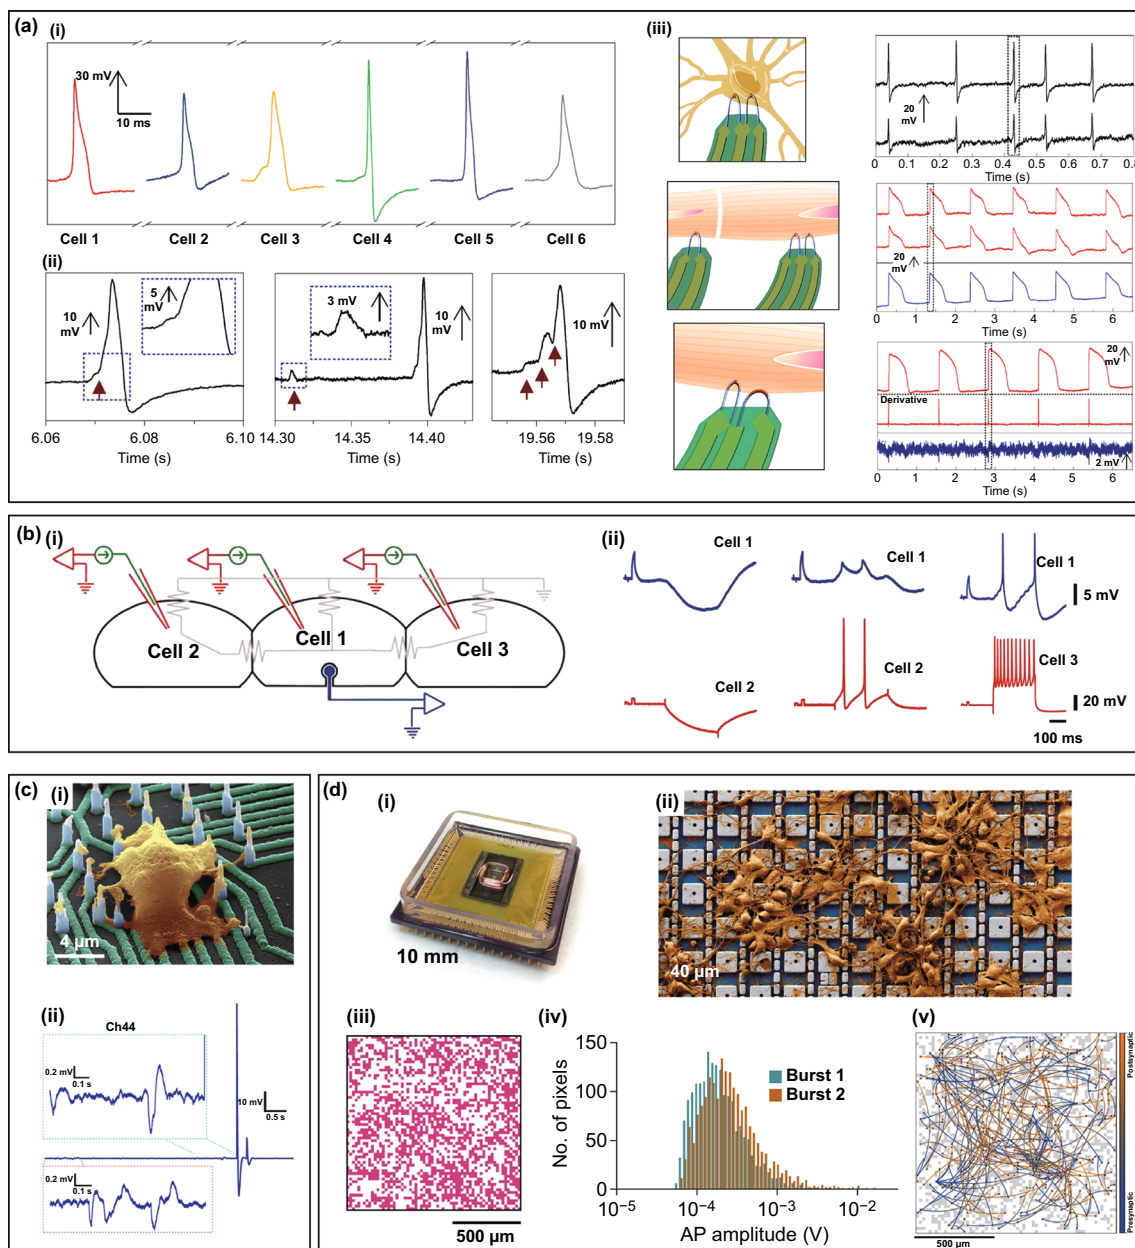 (a)
(i)
30 mV
10 ms
Cell 1
Cell 2
Cell 3
Cell 4
Cell 5
Cell 6
(ii)
10
mV
5
mV
6.06
6.08
6.10
Time (s)
3 mV
10
mV
14.30
14.35
14.40
Time (s)
10 mV
19.56
19.58
Time (s)
(iii)
20
mV
0
0.1
0.2
0.3
0.4
0.5
0.6
0.7
0.8
Time (s)
20
mV
0
1
2
3
4
5
6
Time (s)
20
mV
Derivative
2 mV
0
1
2
3
4
5
6
Time (s)
(b)
(i)
Cell 2
Cell 1
Cell 3
(ii)
Cell 1
Cell 1
Cell 1
5 mV
Cell 2
Cell 2
Cell 3
20 mV
100 ms
(c)
(i)
4 µm
(ii)
Ch44
0.2 mV
0.1 s
10 mV
0.5 s
0.2 mV
0.1 s
(d)
(i)
10 mm
(ii)
40 µm
(iii)
500 µm
(iv)
No. of pixels
150
100
50
0
Burst 1
Burst 2
10⁻⁵
10⁻⁴
10⁻³
10⁻²
AP amplitude (V)
(v)
Postsynaptic
Presynaptic
500 µm